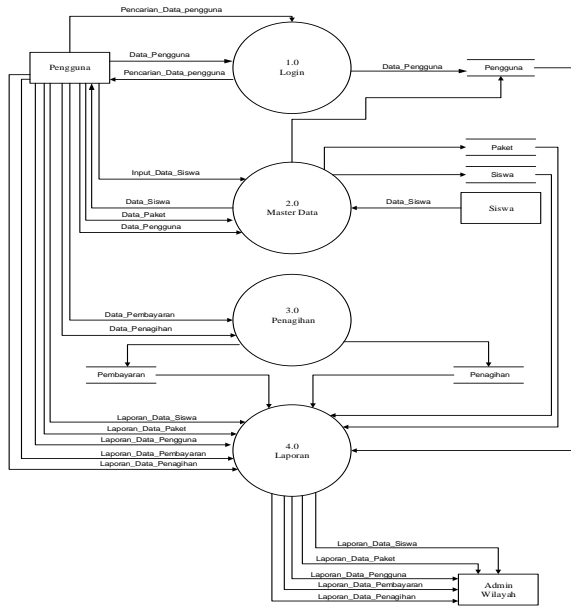 Pencarian_Data_pengguna
Pengguna
Data_Pengguna
Pencarian_Data_pengguna
1.0
Login
Data_Pengguna
Pengguna
Paket
Input_Data_Siswa
Siswa
Data_Siswa
Data_Paket
Data_Pengguna
2.0
Master Data
Data_Siswa
Siswa
3.0
Penagihan
Data_Pembayaran
Data_Penagihan
Pembayaran
Penagihan
Laporan_Data_Siswa
Laporan_Data_Paket
Laporan_Data_Pengguna
Laporan_Data_Pembayaran
Laporan_Data_Penagihan
4.0
Laporan
Laporan_Data_Siswa
Laporan_Data_Paket
Laporan_Data_Pengguna
Laporan_Data_Pembayaran
Laporan_Data_Penagihan
Admin
Wilayah